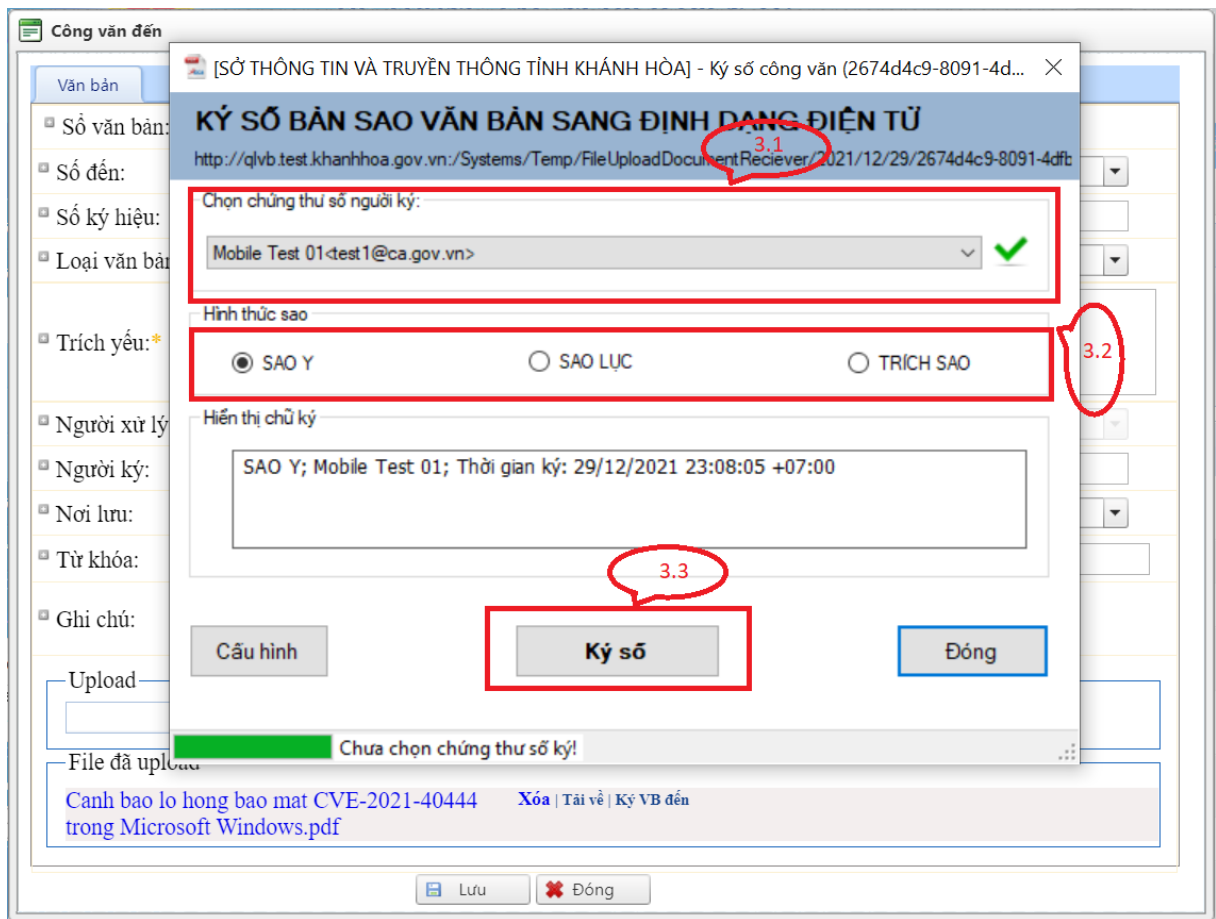 Công văn đến
[SỞ THÔNG TIN VÀ TRUYỀN THÔNG TỈNH KHÁNH HÒA] - Ký số công văn (2674d4c9-8091-4d...
Văn bản
KÝ SỐ BẢN SAO VĂN BẢN SANG ĐỊNH DẠNG ĐIỆN TỬ
3.1
http://qlvb.test.khanhhoa.gov.vn:/Systems/Temp/FileUploadDocumentReciever/2021/12/29/2674d4c9-8091-4dfb
Sổ văn bản:
Số đến:
Số ký hiệu:
Loại văn bản
Trích yếu:*
Người xử lý
Người ký:
Nơi lưu:
Từ khóa:
Ghi chú:
Chọn chứng thư số người ký:
Mobile Test 01<test1@ca.gov.vn>
Hình thức sao
SAO Y
SAO LỤC
TRÍCH SAO
3.2
Hiển thị chữ ký
SAO Y; Mobile Test 01; Thời gian ký: 29/12/2021 23:08:05 +07:00
3.3
Cấu hình
Ký số
Đóng
Chưa chọn chứng thư số ký!
Upload
File đã upload
Canh bao lo hong bao mat CVE-2021-40444
trong Microsoft Windows.pdf
Xóa | Tải về | Ký VB đến
Lưu
Đóng